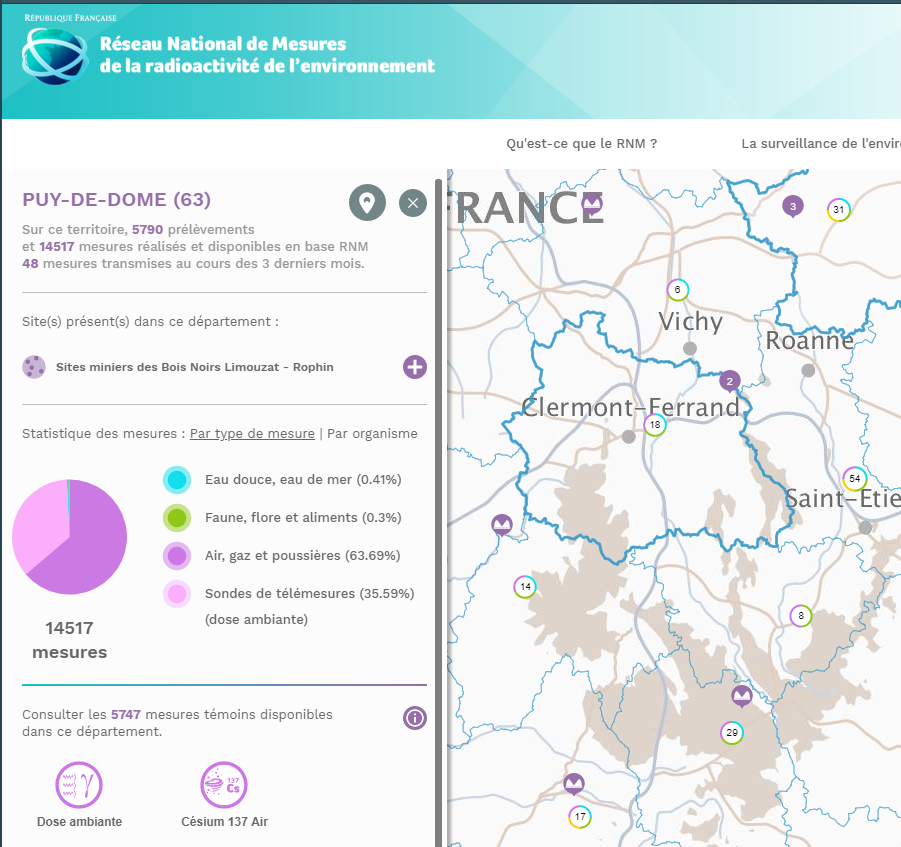 RÉPUBLIQUE FRANÇAISE
Réseau National de Mesures
de la radioactivité de l'environnement
Qu'est-ce que le RNM ?
La surveillance de l'envir
PUY-DE-DOME (63)
Sur ce territoire, 5790 prélèvements
et 14517 mesures réalisés et disponibles en base RNM
48 mesures transmises au cours des 3 derniers mois.
Site(s) présent(s) dans ce département :
Sites miniers des Bois Noirs Limouzat - Rophin
Statistique des mesures : Par type de mesure | Par organisme
Eau douce, eau de mer (0.41%)
Faune, flore et aliments (0.3%)
Air, gaz et poussières (63.69%)
Sondes de télémesures (35.59%)
(dose ambiante)
14517
mesures
Consulter les 5747 mesures témoins disponibles
dans ce département.
γ
137
Cs
Dose ambiante
Césium 137 Air
FRANCE
3
31
6
Vichy
Roanne
2
Clermont-Ferrand
18
54
Saint-Etie
14
8
29
17